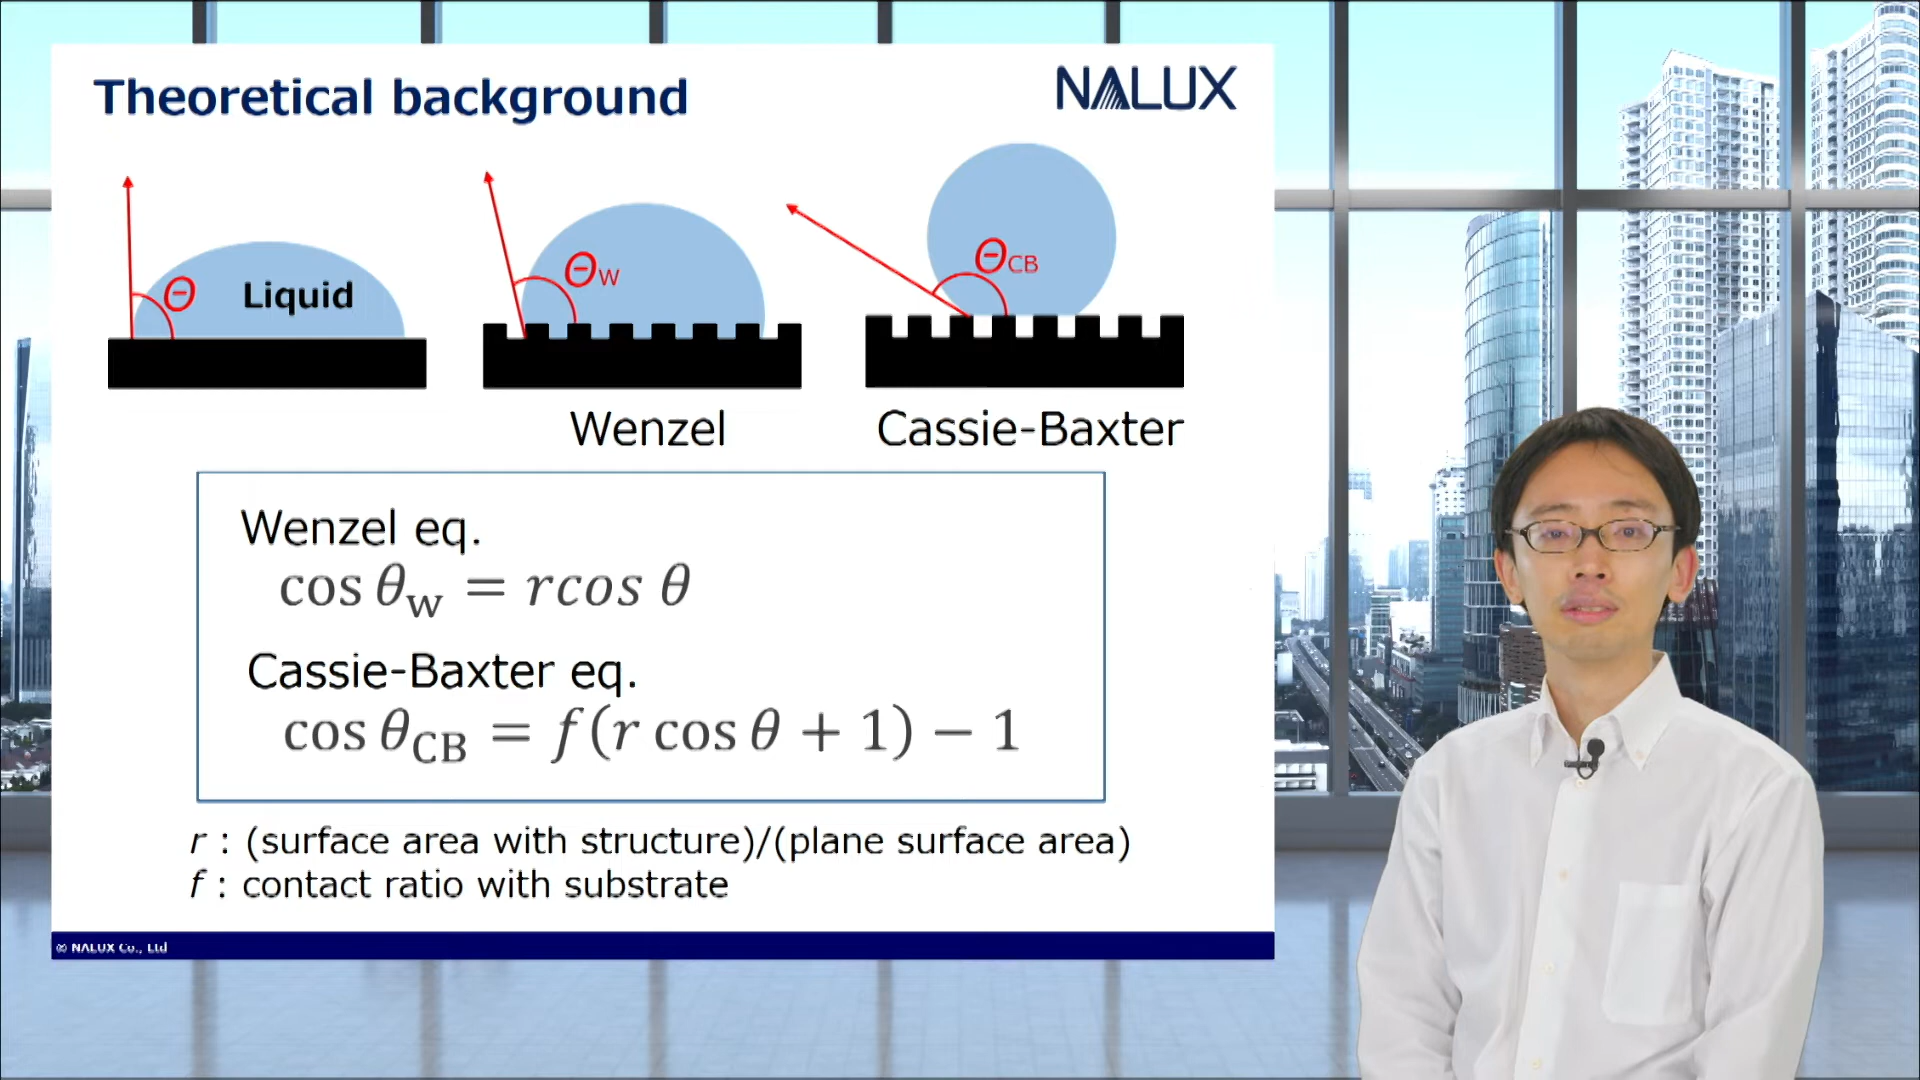 Theoretical background
NALUX
Θ
Liquid
Θw
ΘCB
Wenzel
Cassie-Baxter
Wenzel eq.
cos θw = rcos θ
Cassie-Baxter eq.
cos θCB = f(r cos θ + 1) − 1
r : (surface area with structure)/(plane surface area)
f : contact ratio with substrate
© NALUX Co., Ltd